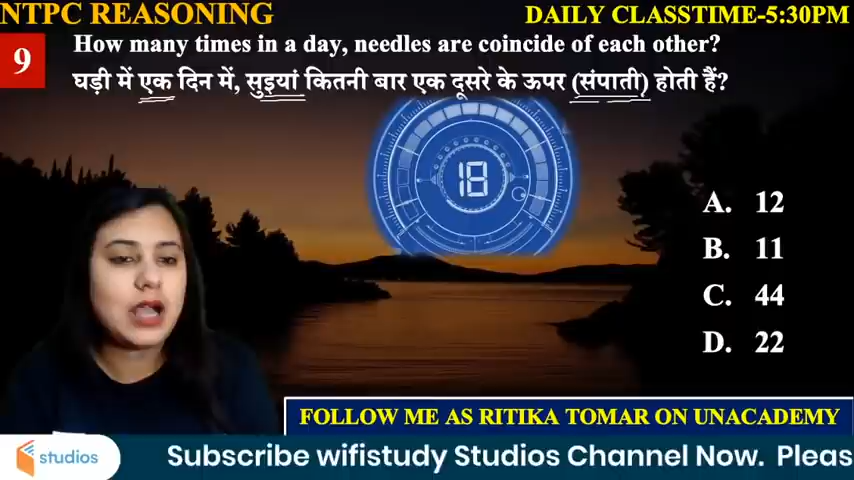 NTPC REASONING
DAILY CLASSTIME-5:30PM
9
How many times in a day, needles are coincide of each other?
घड़ी में एक दिन में, सुइयां कितनी बार एक दूसरे के ऊपर (संपाती) होती हैं?
18
A. 12
B. 11
C. 44
D. 22
FOLLOW ME AS RITIKA TOMAR ON UNACADEMY
studios
Subscribe wifistudy Studios Channel Now. Pleas